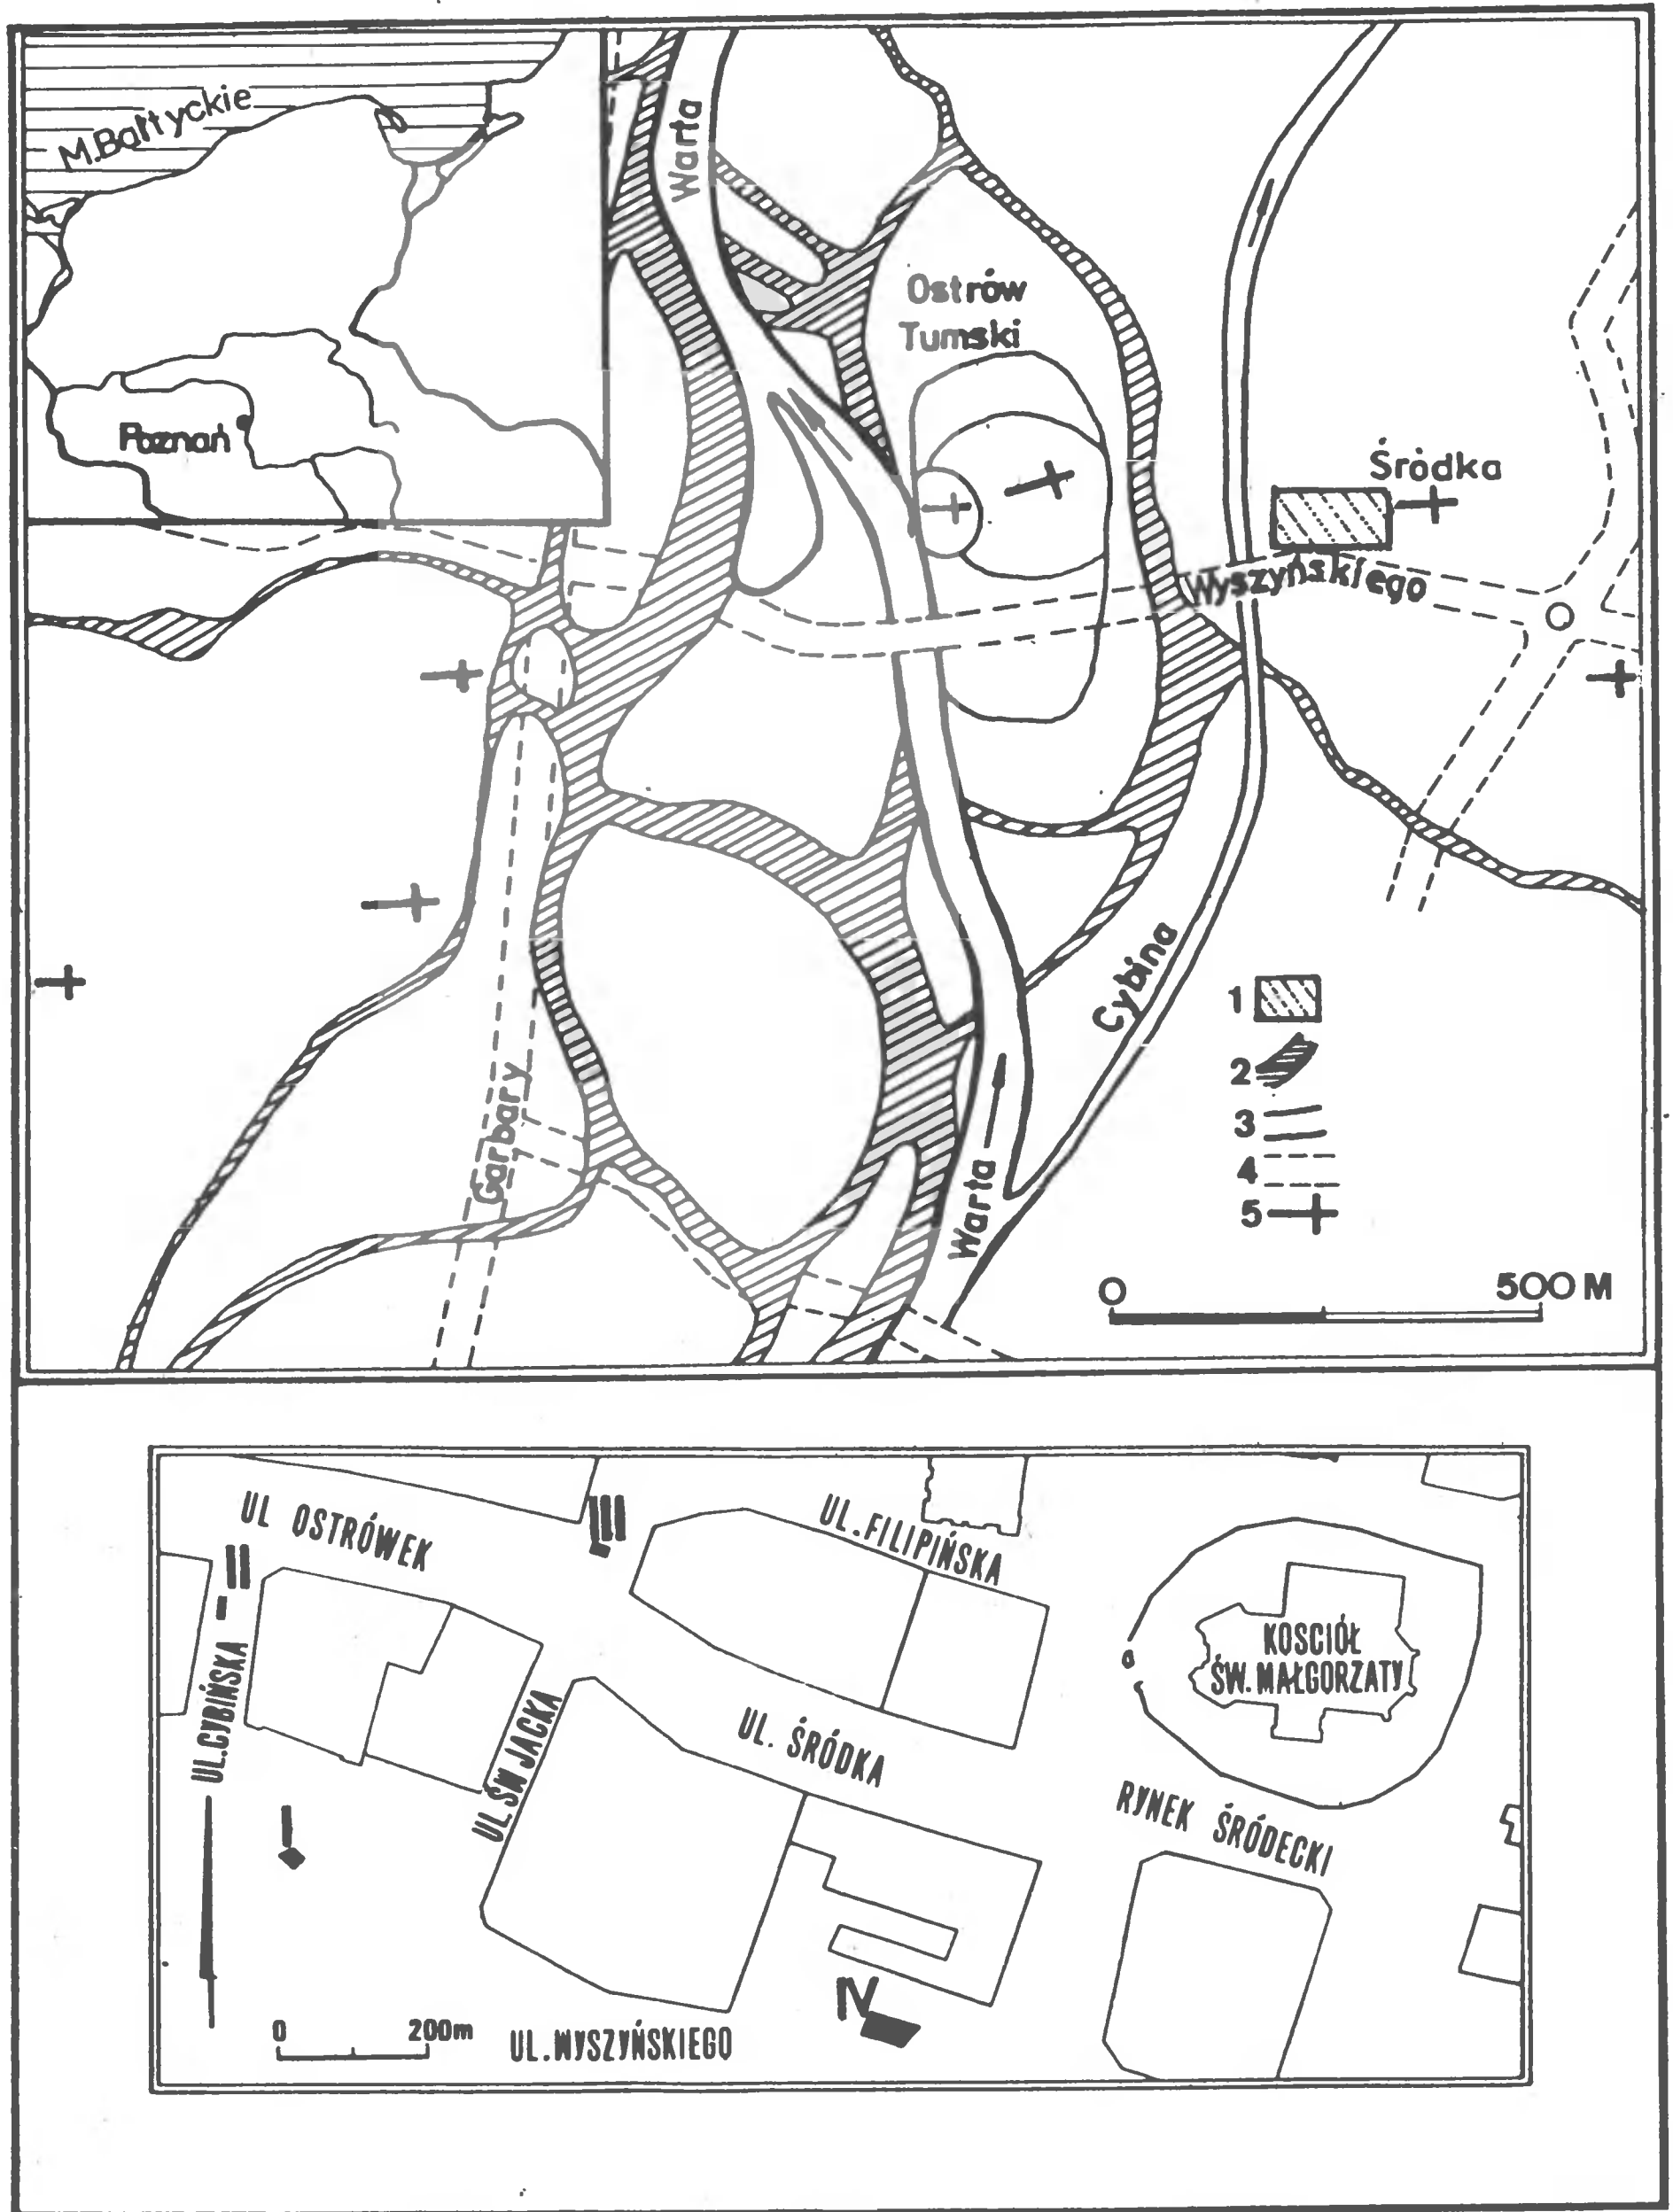 M.Bałtyckie
Poznań
Warta
Ostrów
Tumski
Śródka
Wyszyńskiego
Cybina
Garbary
Warta
1
2
3
4
5
0
500 M
UL OSTRÓWEK
III
UL.FILIPIŃSKA
II
UL.CYBIŃSKA
KOSCIÓŁ
ŚW. MAŁGORZATY
UL.ŚW JACKA
UL. ŚRÓDKA
I
RYNEK ŚRÓDECKI
IV
0
200m
UL.WYSZYŃSKIEGO